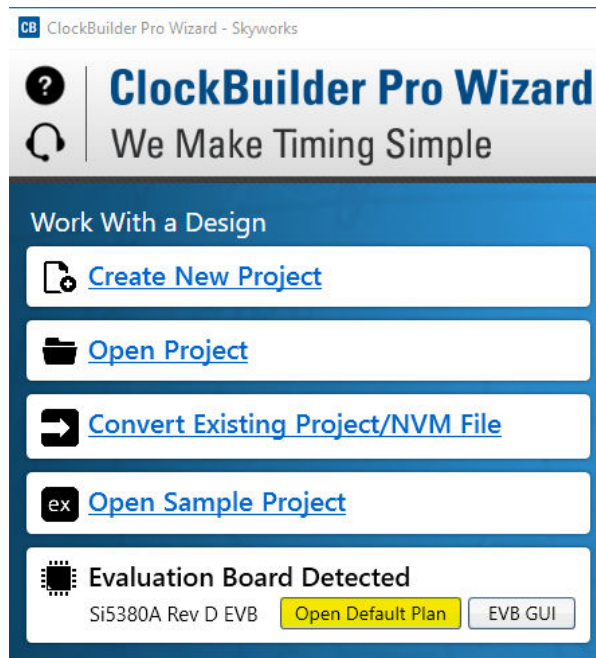 CB ClockBuilder Pro Wizard - Skyworks
? ClockBuilder Pro Wizard
We Make Timing Simple
Work With a Design
Create New Project
Open Project
Convert Existing Project/NVM File
ex Open Sample Project
Evaluation Board Detected
Si5380A Rev D EVB Open Default Plan EVB GUI